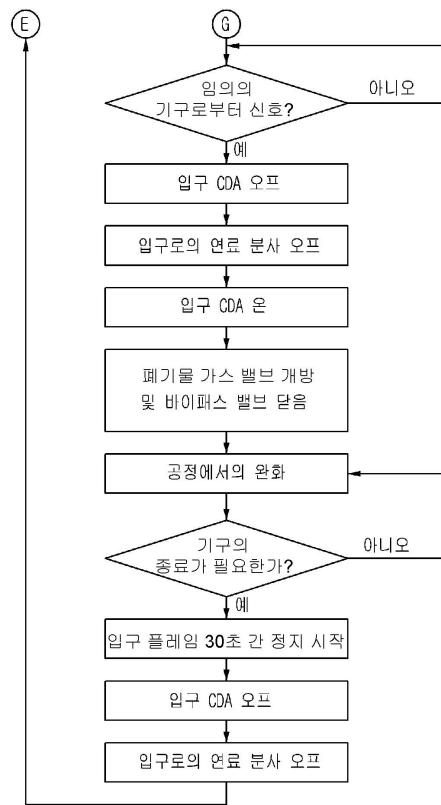 E
G
임의의
기구로부터 신호?
아니오
예
입구 CDA 오프
입구로의 연료 분사 오프
입구 CDA 온
폐기물 가스 밸브 개방
및 바이패스 밸브 닫음
공정에서의 완화
기구의
종료가 필요한가?
아니오
예
입구 플레임 30초 간 정지 시작
입구 CDA 오프
입구로의 연료 분사 오프